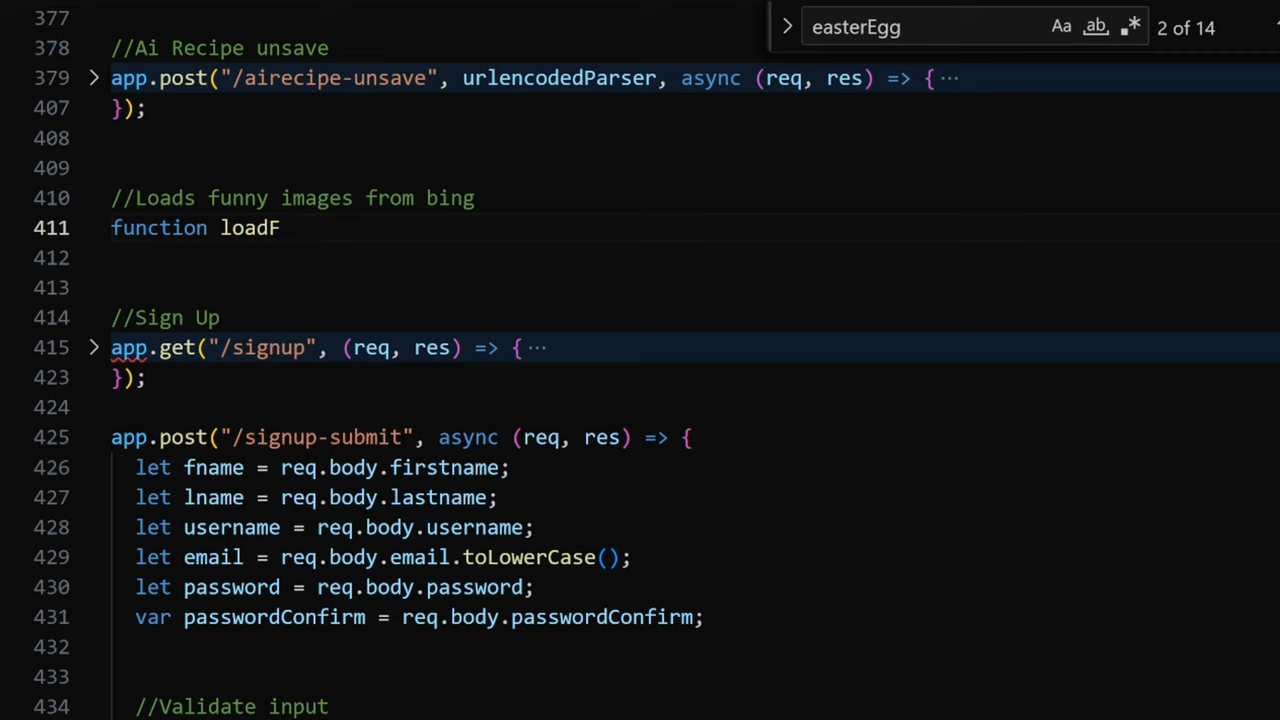 377
easterEgg Aa ab .* 2 of 14
378 //Ai Recipe unsave
379 app.post("/airecipe-unsave", urlencodedParser, async (req, res) => { ···
407 });
408
409
410 //Loads funny images from bing
411 function loadF
412
413
414 //Sign Up
415 app.get("/signup", (req, res) => { ···
423 });
424
425 app.post("/signup-submit", async (req, res) => {
426 let fname = req.body.firstname;
427 let lname = req.body.lastname;
428 let username = req.body.username;
429 let email = req.body.email.toLowerCase();
430 let password = req.body.password;
431 var passwordConfirm = req.body.passwordConfirm;
432
433
434 //Validate input